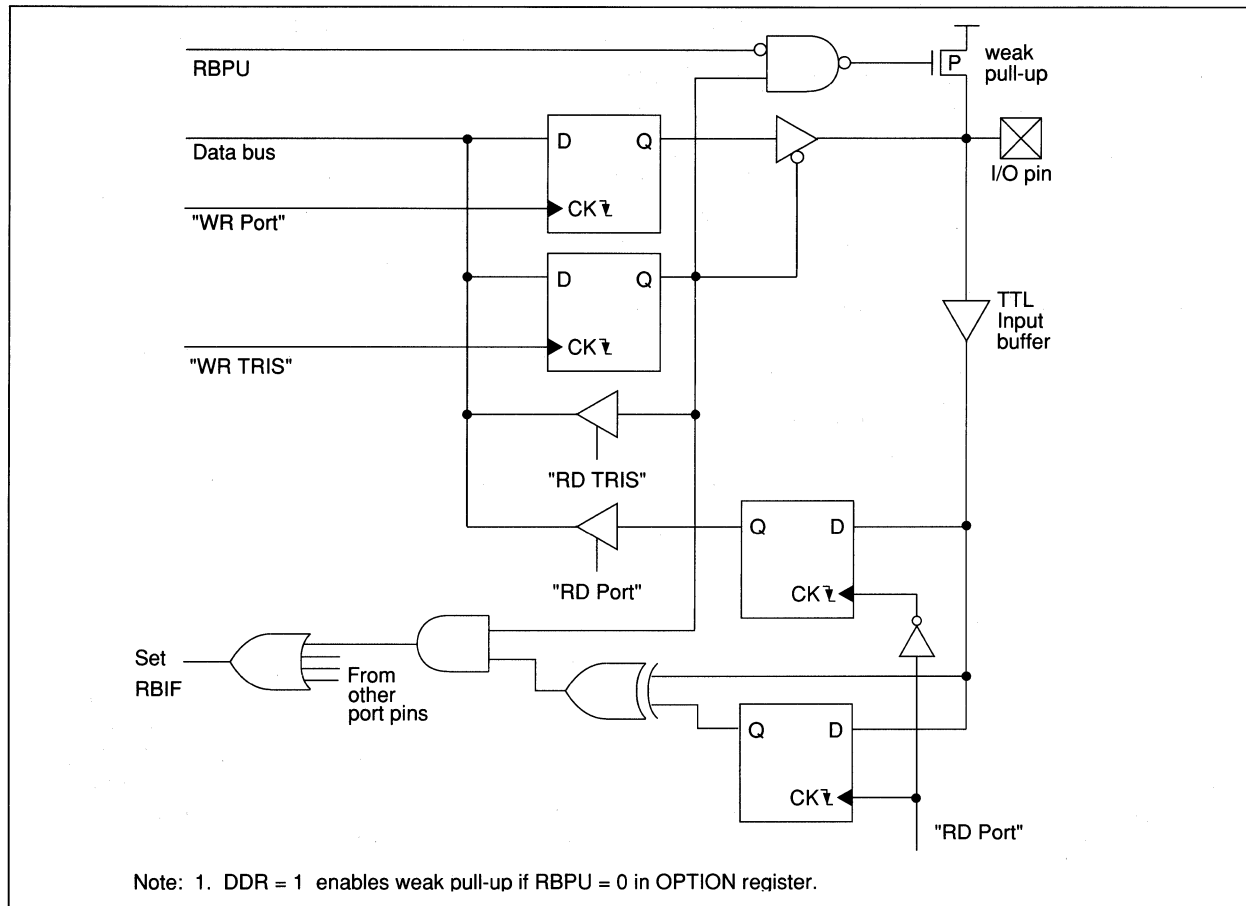 RBPU
P
weak
pull-up
Data bus
D
Q
I/O pin
"WR Port"
CK
D
Q
TTL
Input
buffer
CK
"WR TRIS"
"RD TRIS"
Q
D
"RD Port"
CK
Set
RBIF
From
other
port pins
Q
D
CK
"RD Port"
Note: 1. DDR = 1 enables weak pull-up if RBPU = 0 in OPTION register.